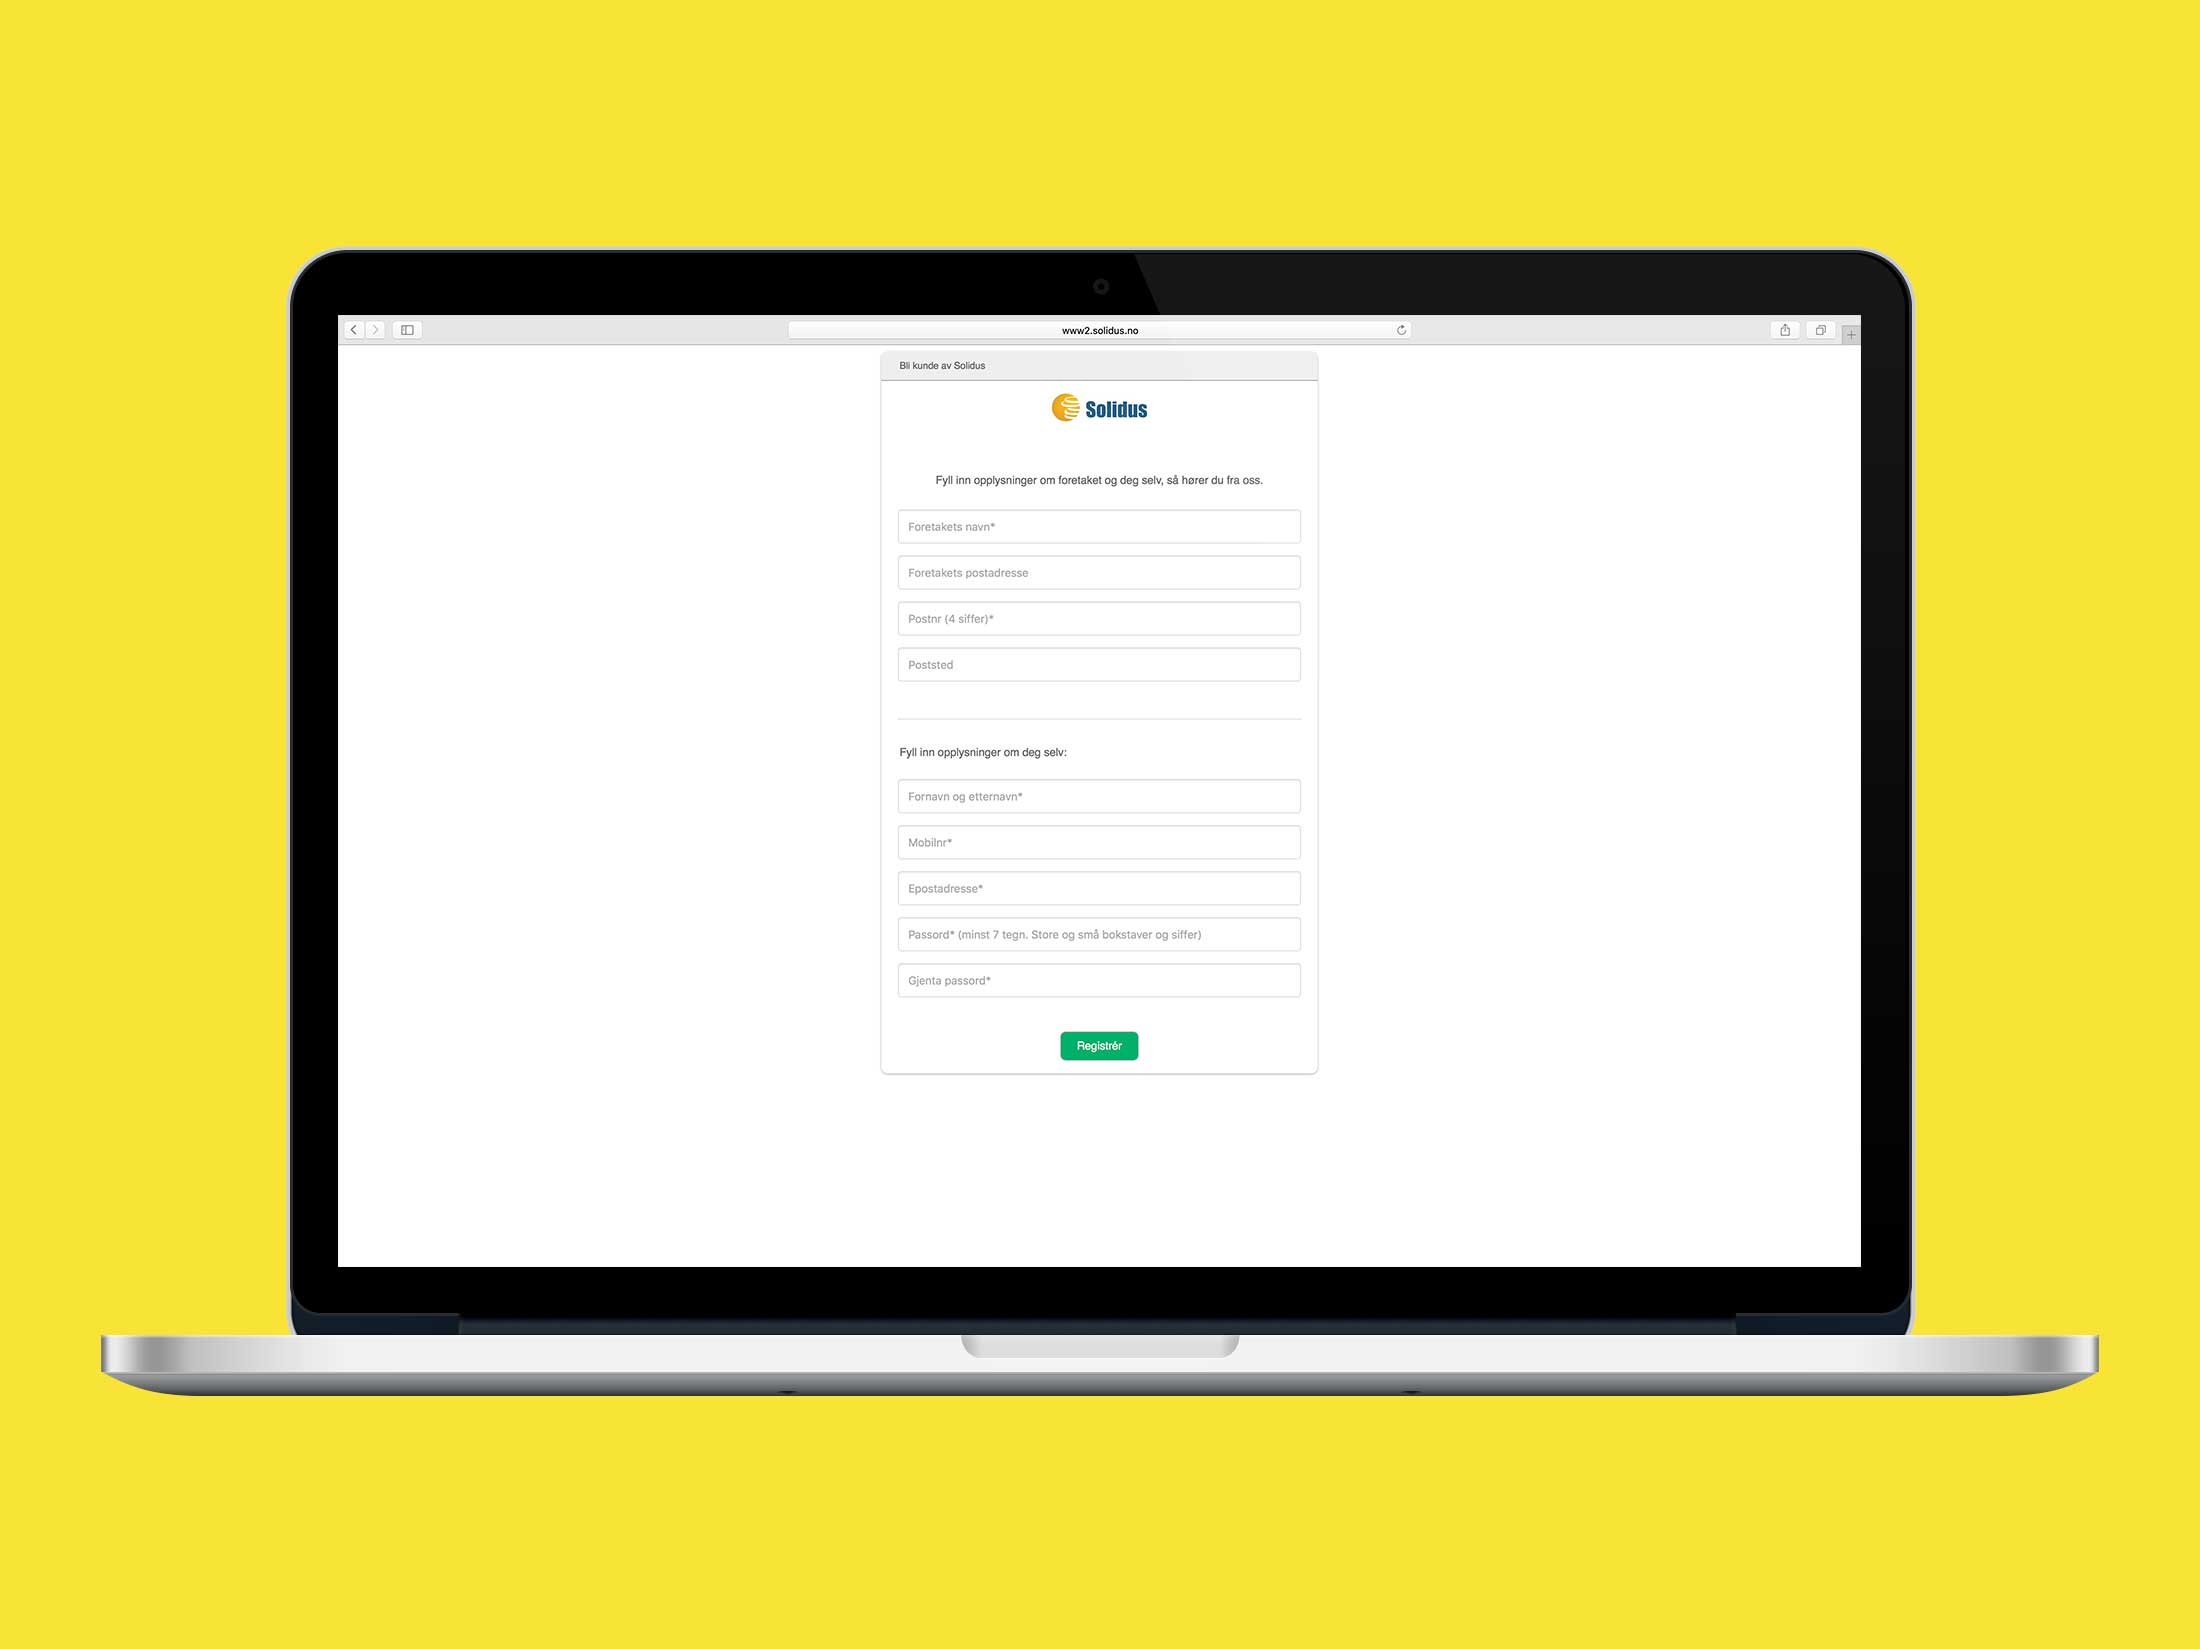 www2.solidus.no
Bli kunde av Solidus
Solidus
Fyll inn opplysninger om foretaket og deg selv, så hører du fra oss.
Foretakets navn*
Foretakets postadresse
Postnr (4 siffer)*
Poststed
Fyll inn opplysninger om deg selv:
Fornavn og etternavn*
Mobilnr*
Epostadresse*
Passord* (minst 7 tegn. Store og små bokstaver og siffer)
Gjenta passord*
Registrér